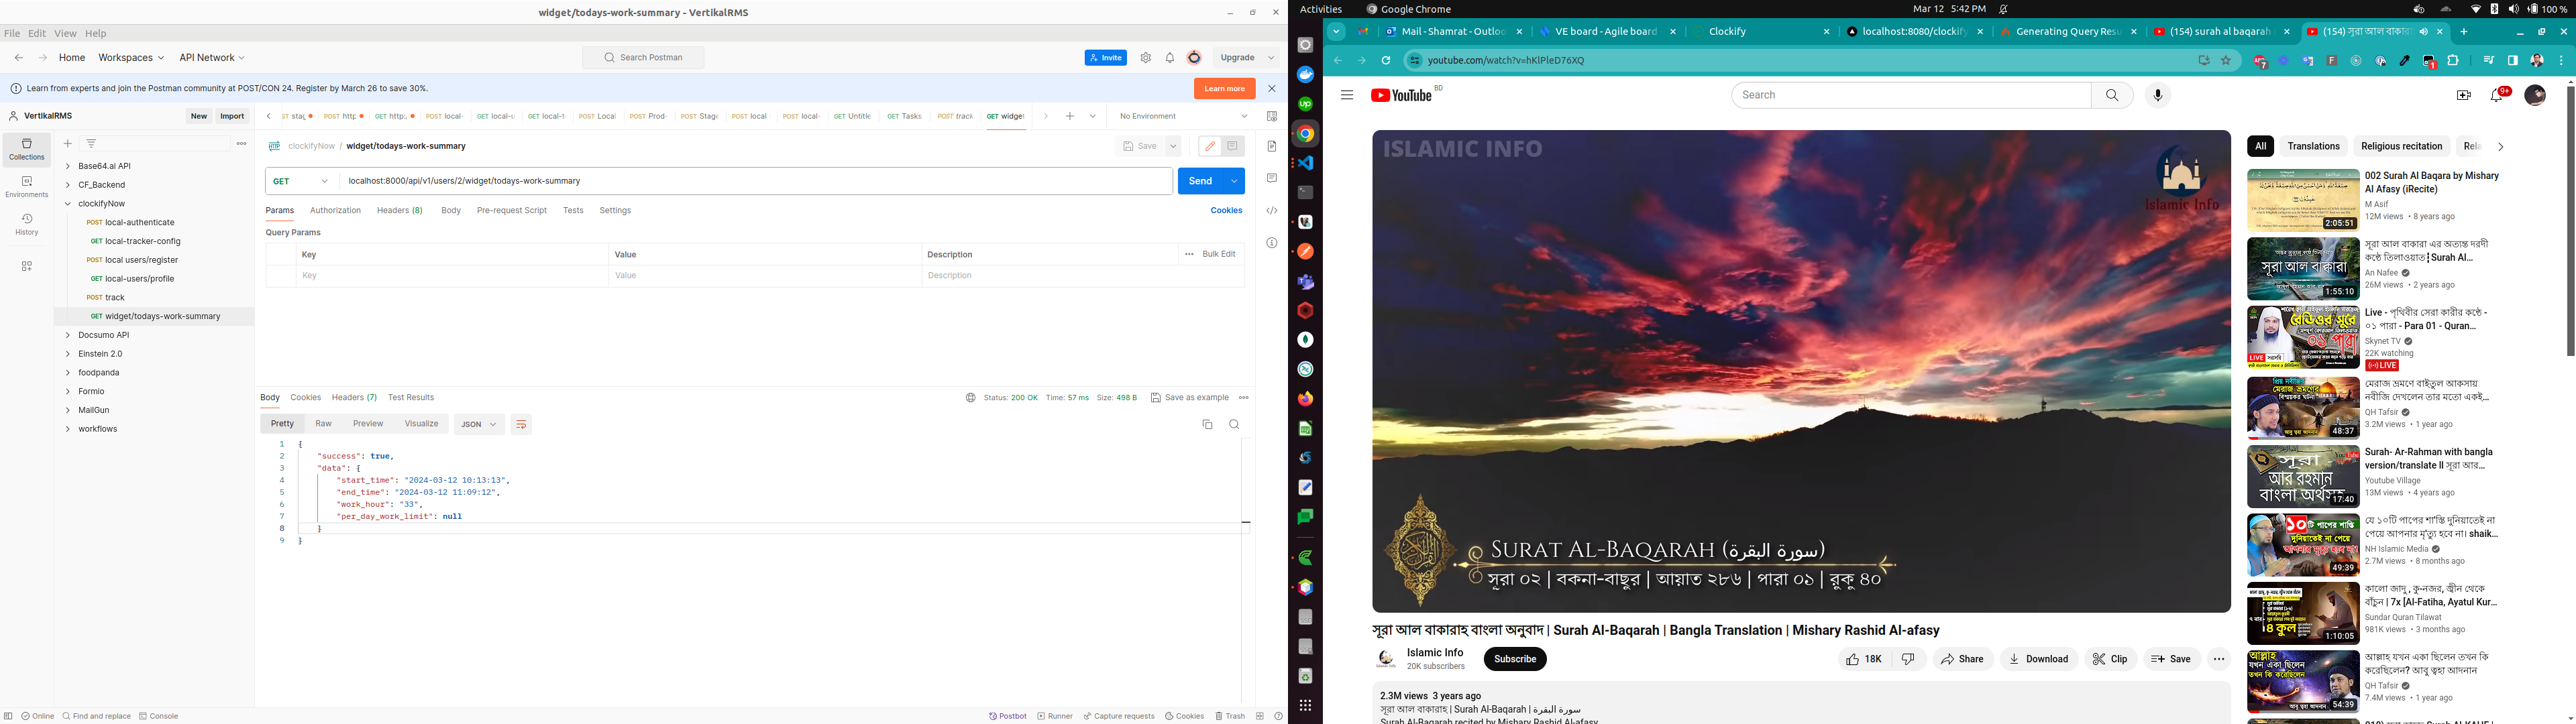 widget/todays-work-summary - VertikalRMS
File Edit View Help
Home Workspaces API Network
Search Postman
Invite
Upgrade
Learn from experts and join the Postman community at POST/CON 24. Register by March 26 to save 30%.
Learn more
VertikalRMS
New Import
POST http:
GET http:
POST local-
GET local-u
GET local-t
POST Local
POST Prod-
POST Stage
POST local
POST local-
GET Untitle
GET Tasks
POST track
GET widget
No Environment
Collections
Environments
History
Base64.ai API
CF_Backend
clockifyNow
POST local-authenticate
GET local-tracker-config
POST local users/register
GET local-users/profile
POST track
GET widget/todays-work-summary
Docsumo API
Einstein 2.0
foodpanda
Formio
MailGun
workflows
clockifyNow / widget/todays-work-summary
Save
GET localhost:8000/api/v1/users/2/widget/todays-work-summary
Send
Params Authorization Headers (8) Body Pre-request Script Tests Settings
Cookies
Query Params
Key Value Description Bulk Edit
Key Value Description
Body Cookies Headers (7) Test Results
Status: 200 OK Time: 57 ms Size: 498 B Save as example
Pretty Raw Preview Visualize JSON
1 {
2 "success": true,
3 "data": {
4 "start_time": "2024-03-12 10:13:13",
5 "end_time": "2024-03-12 11:09:12",
6 "work_hour": "33",
7 "per_day_work_limit": null
8 }
9 }
Online Find and replace Console
Postbot Runner Capture requests Cookies Trash
Activities Google Chrome
Mar 12 5:42 PM
100 %
Mail - Shamrat - Outloo
VE board - Agile board
Clockify
localhost:8080/clockify
Generating Query Resu
(154) surah al baqarah
(154) সূরা আল বাকারা
youtube.com/watch?v=hKlPleD76XQ
YouTube BD
Search
9+
ISLAMIC INFO
Islamic Info
SURAT AL-BAQARAH (سورة البقرة)
সূরা ০২ | বকনা-বাছুর | আয়াত ২৮৬ | পারা ০১ | রুকু ৪০
সূরা আল বাকারাহ বাংলা অনুবাদ | Surah Al-Baqarah | Bangla Translation | Mishary Rashid Al-afasy
Islamic Info
20K subscribers
Subscribe
18K
Share
Download
Clip
Save
2.3M views 3 years ago
সূরা আল বাকারাহ | Surah Al-Baqarah | سورة البقرة
Surah Al-Baqarah recited by Mishary Rashid Al-afasy
All Translations Religious recitation Rela
2:05:51
002 Surah Al Baqara by Mishary
Al Afasy (iRecite)
M Asif
12M views • 8 years ago
সূরা আল বাক্বারা
1:55:10
সূরা আল বাকারা এর অত্যন্ত দরদী
কন্ঠে তিলাওয়াত ┇ Surah Al...
An Nafee
26M views • 2 years ago
রেডিওর সুরে
০১ পারা
LIVE
Live - পৃথিবীর সেরা কারীর কন্ঠে -
০১ পারা - Para 01 - Quran...
Skynet TV
22K watching
LIVE
48:37
মেরাজ ভ্রমণে বাইতুল আকসায়
নবীজি দেখলেন তার মতো একই...
QH Tafsir
3.2M views • 1 year ago
সূরা
আর রহমান
বাংলা অর্থসহ
17:40
Surah- Ar-Rahman with bangla
version/translate ll সূরা আর...
Youtube Village
13M views • 4 years ago
১০টি পাপের শাস্তি
দুনিয়াতেই না পেয়ে
49:39
যে ১০টি পাপের শা'স্তি দুনিয়াতেই না
পেয়ে আপনার মৃ'ত্যু হবে না। shaik...
NH Islamic Media
2.7M views • 8 months ago
৪ কুল
1:10:05
কালো জাদু , কু-নজর, জ্বীন থেকে
বাঁচুন | 7x [Al-Fatiha, Ayatul Kur...
Sundar Quran Tilawat
981K views • 3 months ago
আল্লাহ
যখন একা ছিলেন
তখন কি করেছিলেন
54:39
আল্লাহ যখন একা ছিলেন তখন কি
করেছিলেন? আবু ত্বহা আদনান
QH Tafsir
7.4M views • 1 year ago